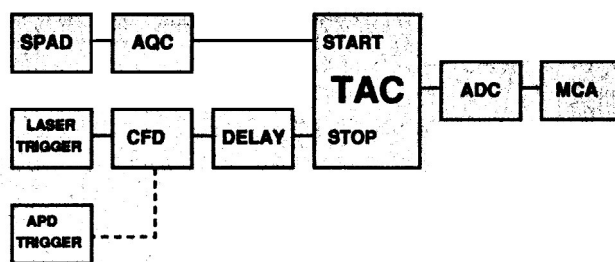 SPAD
AQC
START
TAC
ADC
MCA
LASER
TRIGGER
CFD
DELAY
STOP
APD
TRIGGER